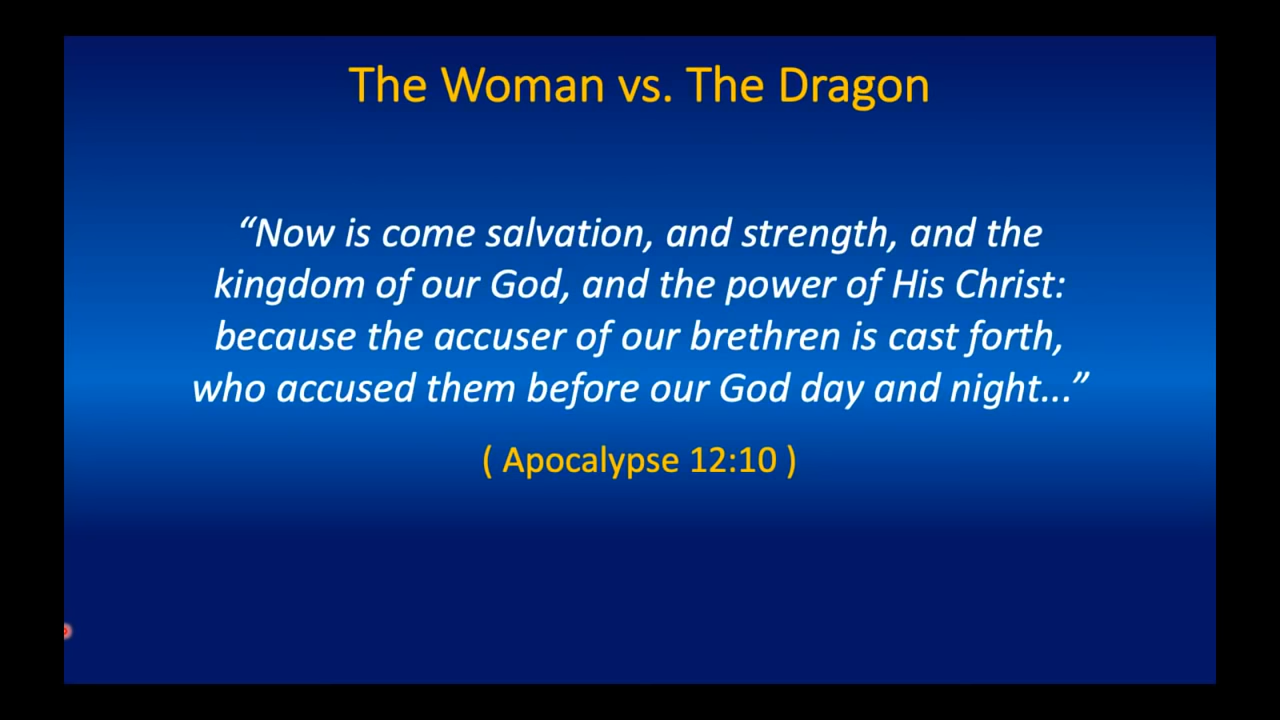 The Woman vs. The Dragon
“Now is come salvation, and strength, and the
kingdom of our God, and the power of His Christ:
because the accuser of our brethren is cast forth,
who accused them before our God day and night...”
( Apocalypse 12:10 )